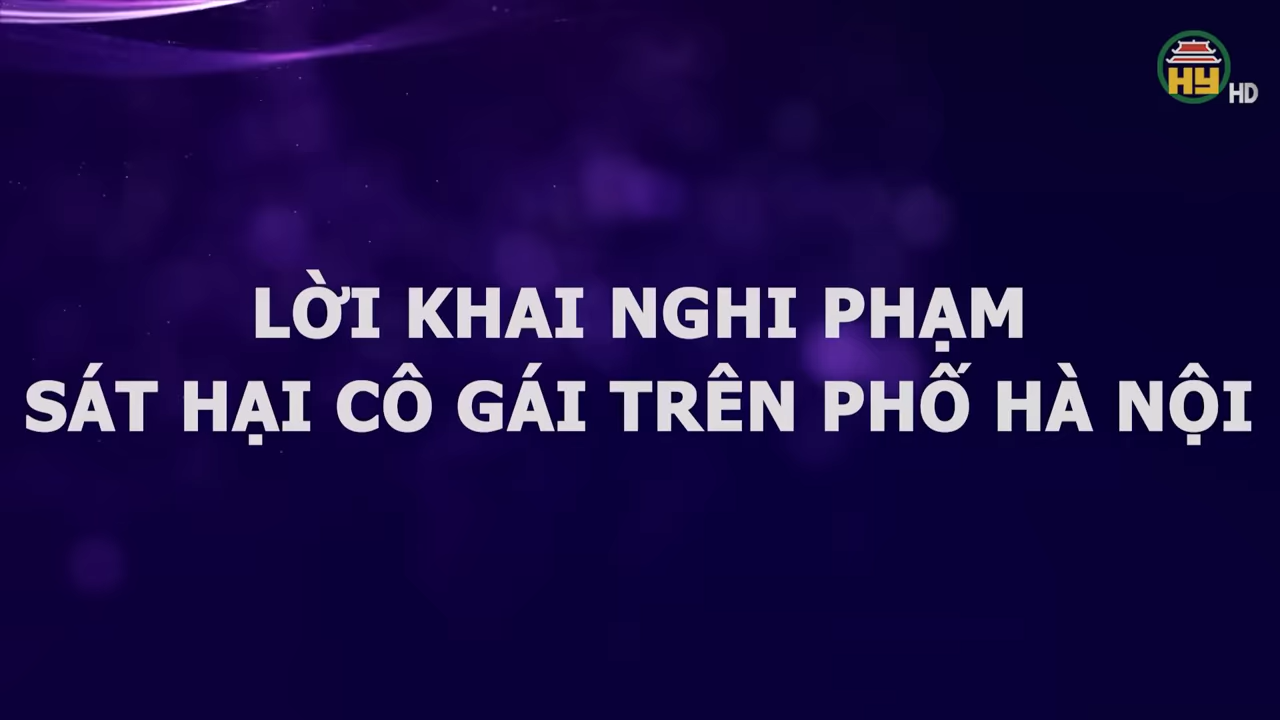 HY HD
LỜI KHAI NGHI PHẠM
SÁT HẠI CÔ GÁI TRÊN PHỐ HÀ NỘI